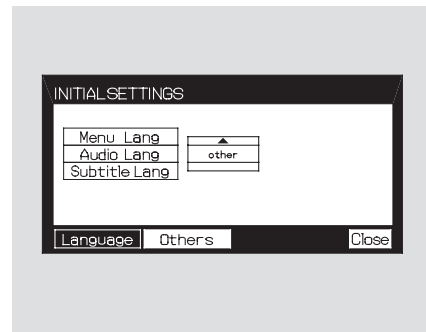 INITIAL SETTINGS
Menu Lang
Audio Lang
other
Subtitle Lang
Language Others Close